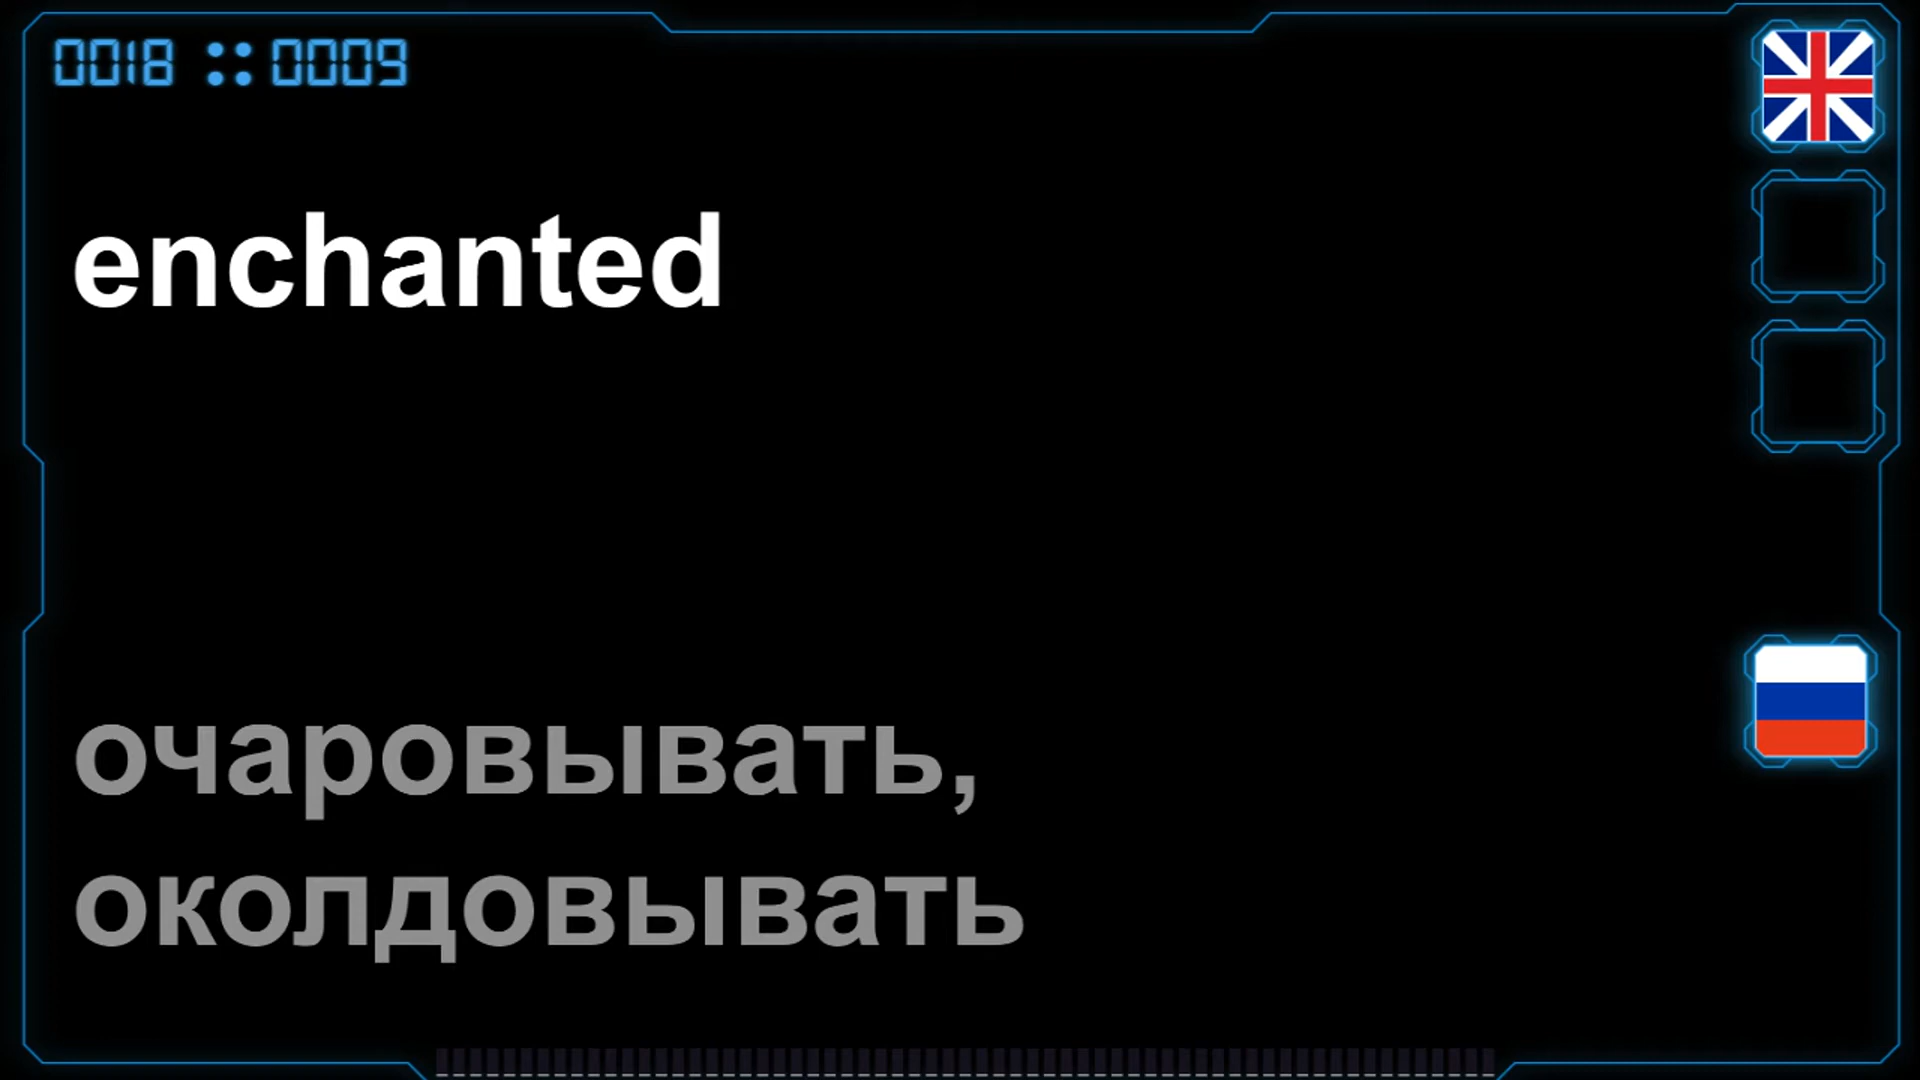 0018 :: 0009
enchanted
очаровывать,
околдовывать